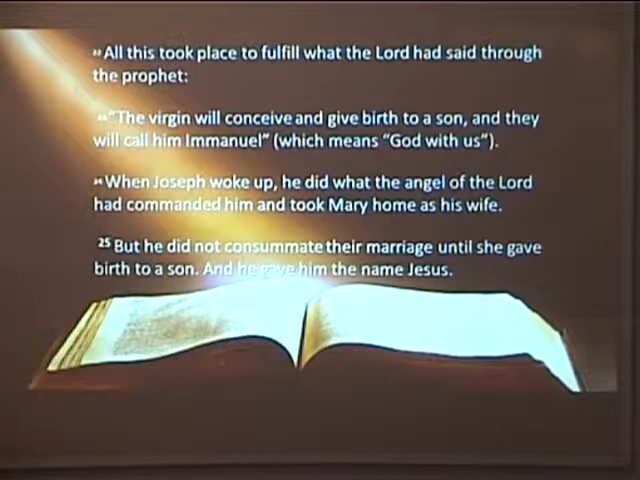 22 All this took place to fulfill what the Lord had said through
the prophet:
23 “The virgin will conceive and give birth to a son, and they
will call him Immanuel” (which means “God with us”).
24 When Joseph woke up, he did what the angel of the Lord
had commanded him and took Mary home as his wife.
25 But he did not consummate their marriage until she gave
birth to a son. And he gave him the name Jesus.